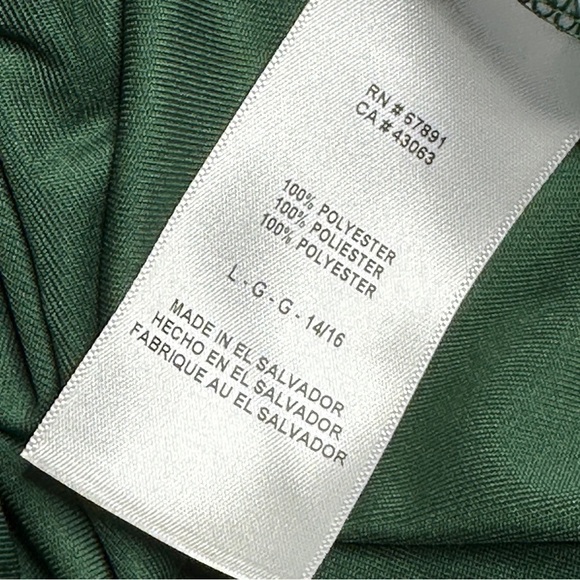 RN # 67891
CA # 43063
100% POLYESTER
100% POLIESTER
100% POLYESTER
L - G - G - 14/16
MADE IN EL SALVADOR
HECHO EN EL SALVADOR
FABRIQUE AU EL SALVADOR